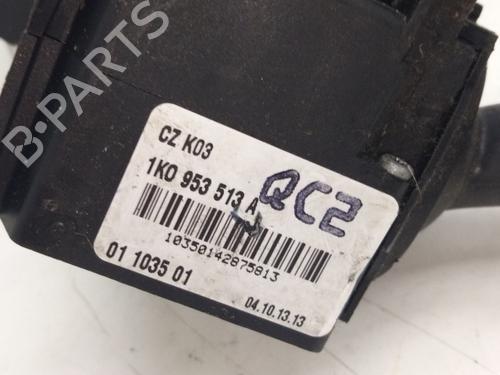 B-PARTS
CZ K03
1K0 953 513 A
QC2
10350142875813
01 1035 01
04.10.13.13